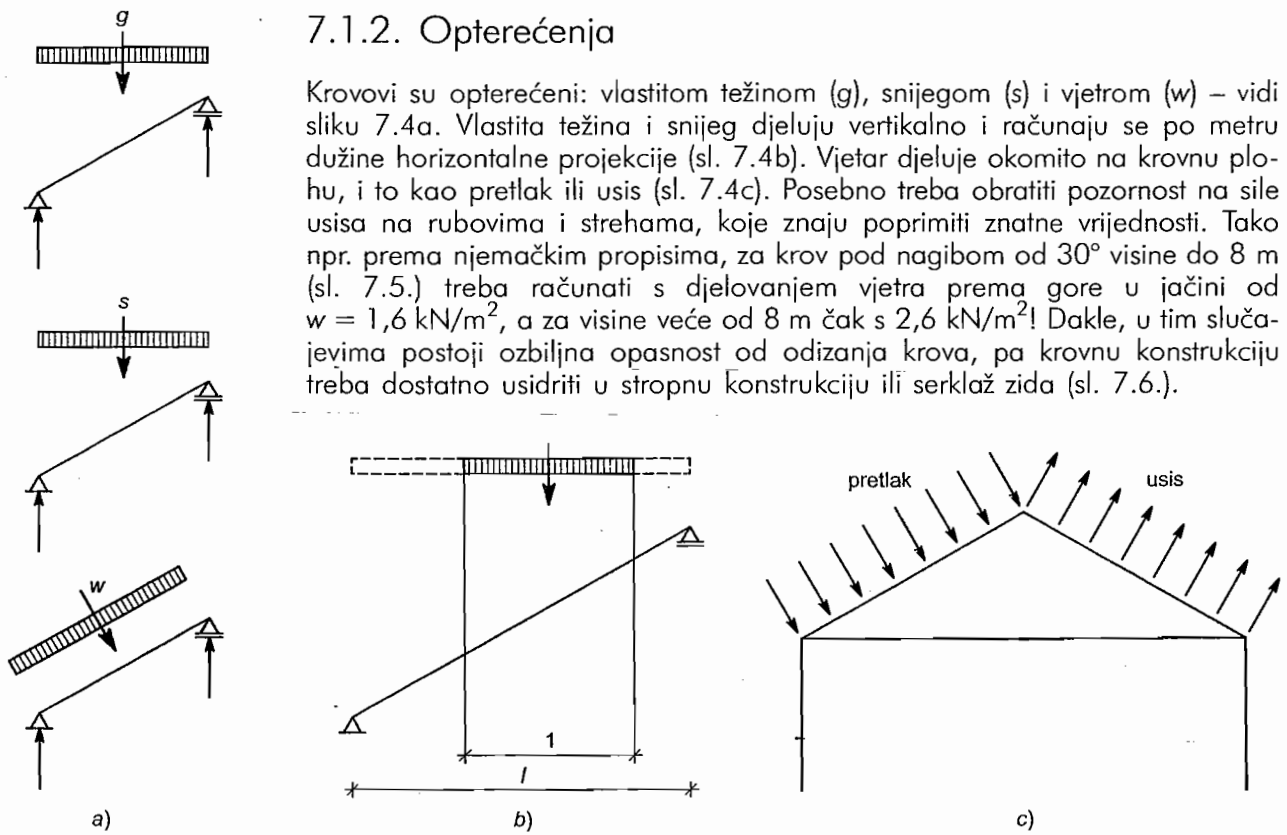 7.1.2. Opterećenja
Krovovi su opterećeni: vlastitom težinom (g), snijegom (s) i vjetrom (w) – vidi
sliku 7.4a. Vlastita težina i snijeg djeluju vertikalno i računaju se po metru
dužine horizontalne projekcije (sl. 7.4b). Vjetar djeluje okomito na krovnu plo-
hu, i to kao pretlak ili usis (sl. 7.4c). Posebno treba obratiti pozornost na sile
usisa na rubovima i strehama, koje znaju poprimiti znatne vrijednosti. Tako
npr. prema njemačkim propisima, za krov pod nagibom od 30° visine do 8 m
(sl. 7.5.) treba računati s djelovanjem vjetra prema gore u jačini od
w = 1,6 kN/m², a za visine veće od 8 m čak s 2,6 kN/m²! Dakle, u tim sluča-
jevima postoji ozbiljna opasnost od odizanja krova, pa krovnu konstrukciju
treba dostatno usidriti u stropnu konstrukciju ili serklaž zida (sl. 7.6.).
g
s
w
a)
1
l
b)
pretlak
usis
c)